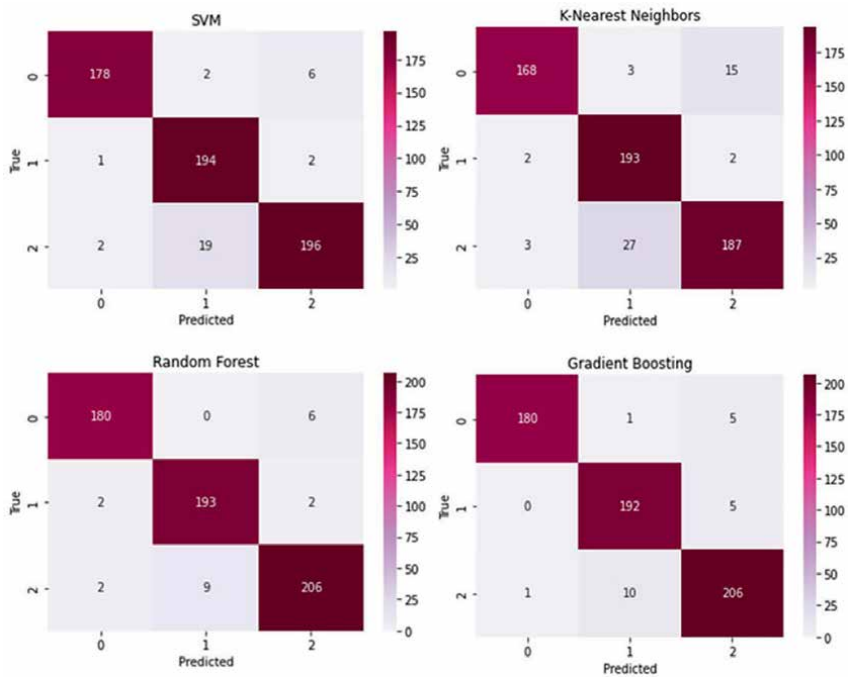 SVM
0 178 2 6
1 1 194 2
2 2 19 196
True
0 1 2
Predicted
175
150
125
100
75
50
25
K-Nearest Neighbors
0 168 3 15
1 2 193 2
2 3 27 187
True
0 1 2
Predicted
175
150
125
100
75
50
25
Random Forest
0 180 0 6
1 2 193 2
2 2 9 206
True
0 1 2
Predicted
200
175
150
125
100
75
50
25
0
Gradient Boosting
0 180 1 5
1 0 192 5
2 1 10 206
True
0 1 2
Predicted
200
175
150
125
100
75
50
25
0